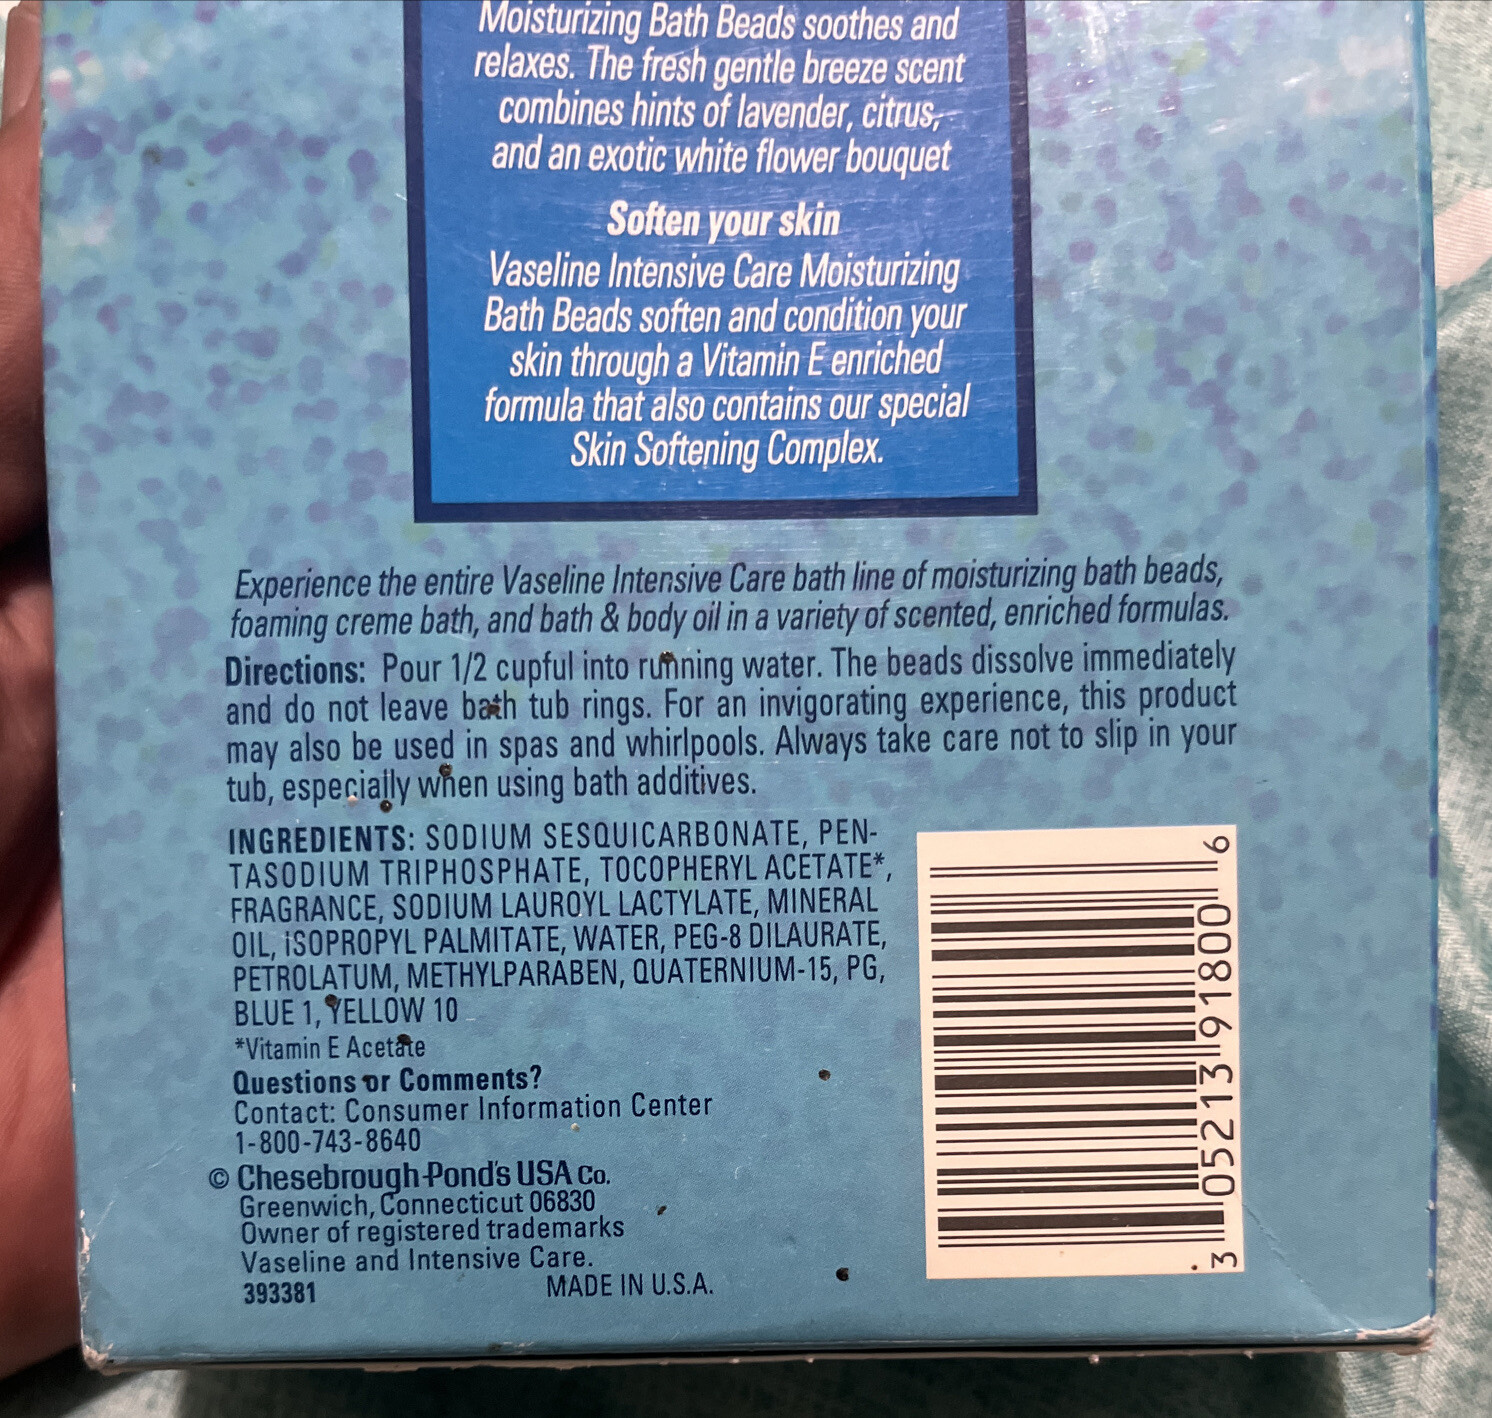 Moisturizing Bath Beads soothes and
relaxes. The fresh gentle breeze scent
combines hints of lavender, citrus,
and an exotic white flower bouquet
Soften your skin
Vaseline Intensive Care Moisturizing
Bath Beads soften and condition your
skin through a Vitamin E enriched
formula that also contains our special
Skin Softening Complex.
Experience the entire Vaseline Intensive Care bath line of moisturizing bath beads,
foaming creme bath, and bath & body oil in a variety of scented, enriched formulas.
Directions: Pour 1/2 cupful into running water. The beads dissolve immediately
and do not leave bath tub rings. For an invigorating experience, this product
may also be used in spas and whirlpools. Always take care not to slip in your
tub, especially when using bath additives.
INGREDIENTS: SODIUM SESQUICARBONATE, PEN-
TASODIUM TRIPHOSPHATE, TOCOPHERYL ACETATE*,
FRAGRANCE, SODIUM LAUROYL LACTYLATE, MINERAL
OIL, ISOPROPYL PALMITATE, WATER, PEG-8 DILAURATE,
PETROLATUM, METHYLPARABEN, QUATERNIUM-15, PG,
BLUE 1, YELLOW 10
*Vitamin E Acetate
Questions or Comments?
Contact: Consumer Information Center
1-800-743-8640
© Chesebrough-Pond's USA Co.
Greenwich, Connecticut 06830
Owner of registered trademarks
Vaseline and Intensive Care.
393381 MADE IN U.S.A.
3 05213 91800 6